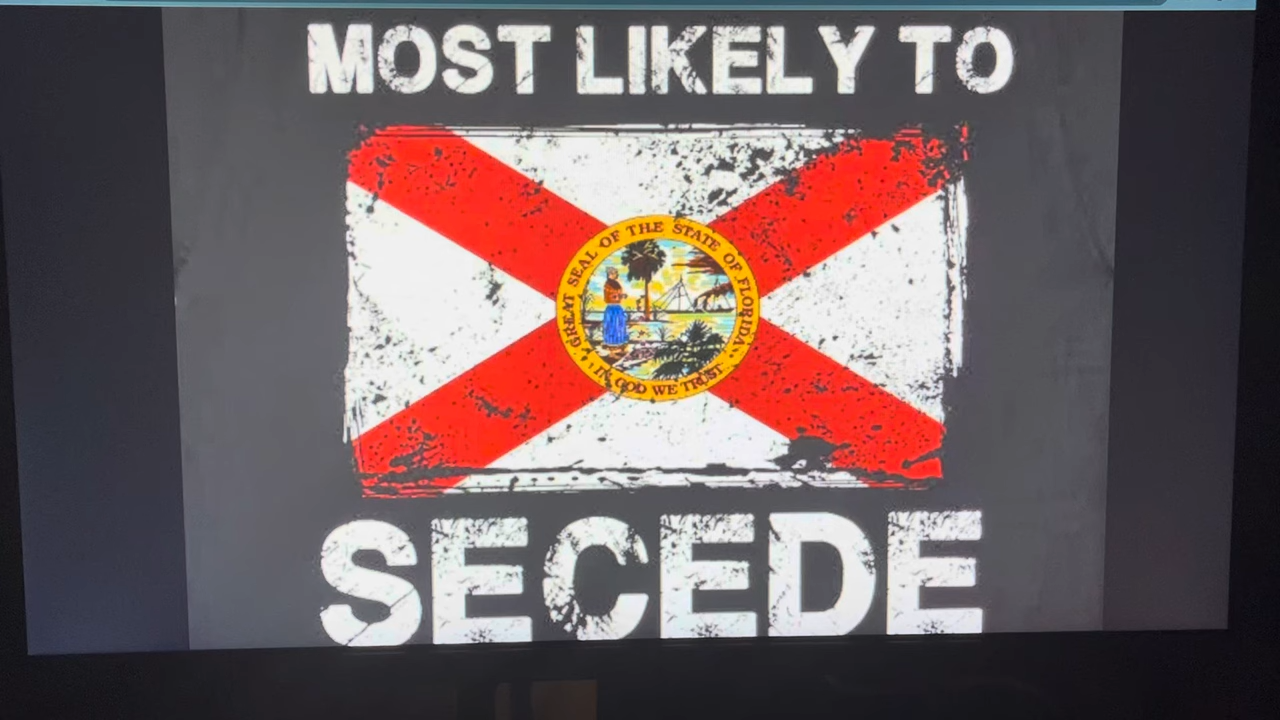 MOST LIKELY TO
GREAT SEAL OF THE STATE OF FLORIDA
IN GOD WE TRUST
SECEDE